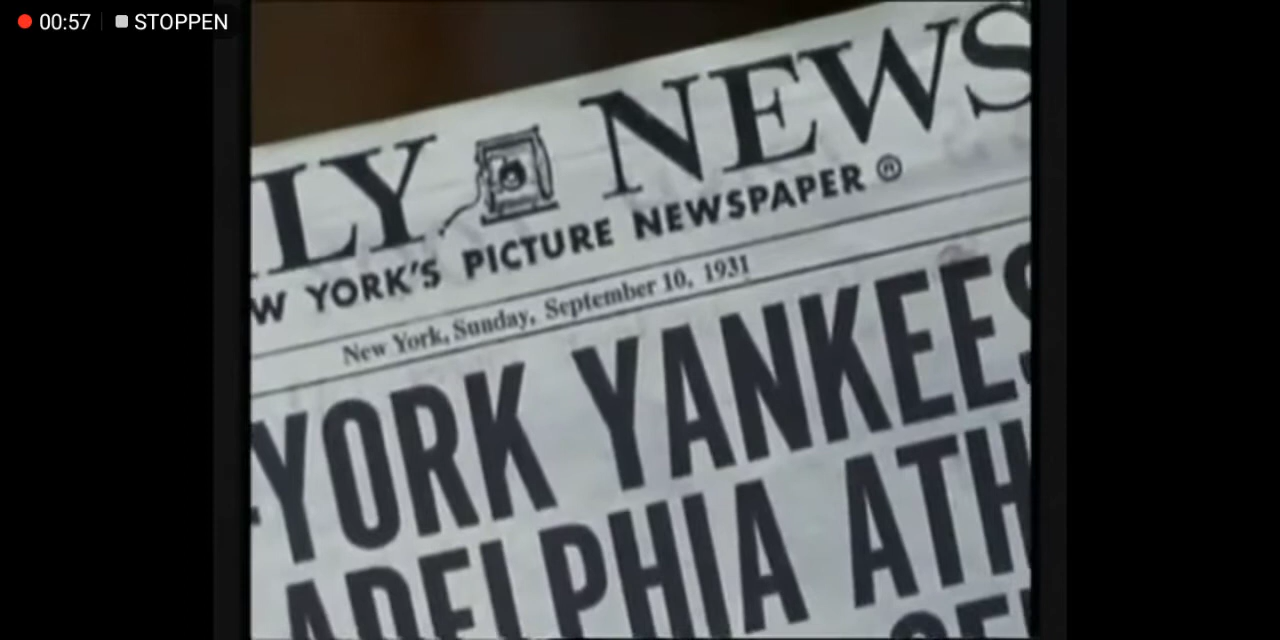 00:57 STOPPEN
LY NEWS
W YORK'S PICTURE NEWSPAPER ®
New York, Sunday, September 10, 1931
YORK YANKEES
ADELPHIA ATH